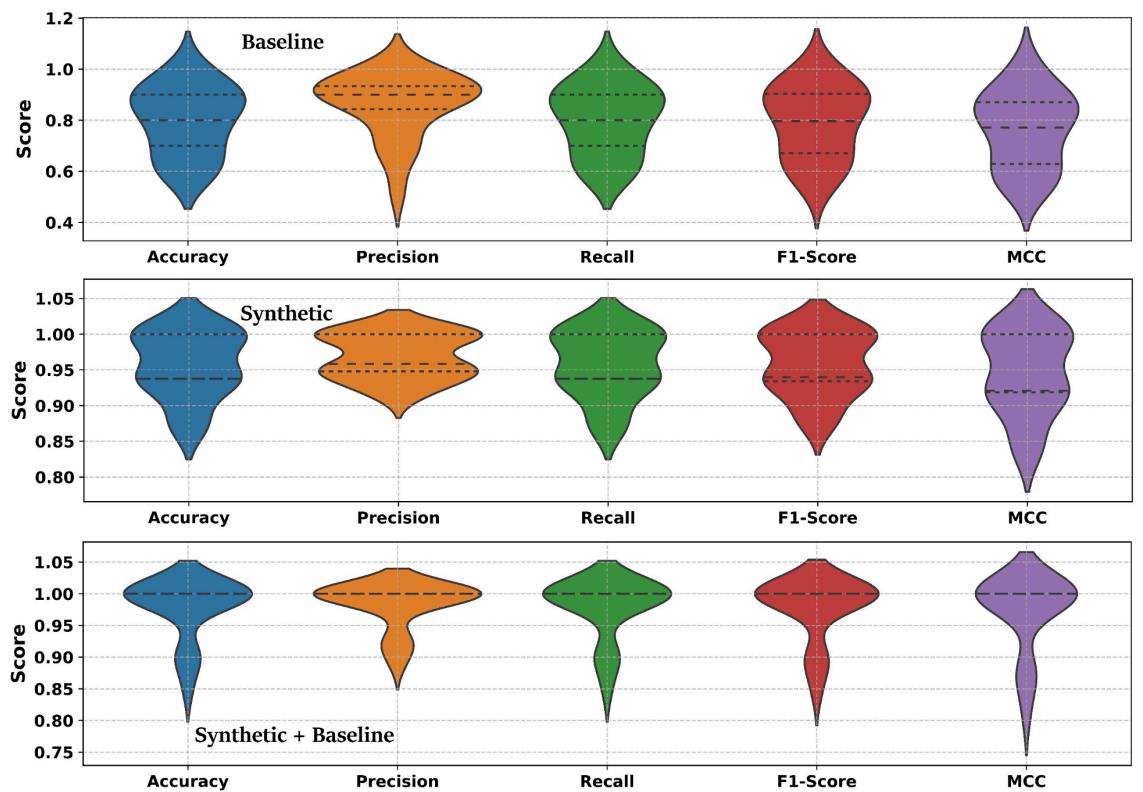 1.2
Baseline
1.0
0.8
0.6
0.4
Score
Accuracy Precision Recall F1-Score MCC
1.05
Synthetic
1.00
0.95
0.90
0.85
0.80
Score
Accuracy Precision Recall F1-Score MCC
1.05
1.00
0.95
0.90
0.85
0.80
0.75
Score
Synthetic + Baseline
Accuracy Precision Recall F1-Score MCC